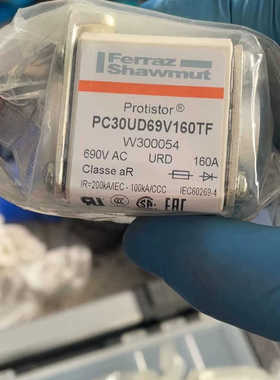 Ferraz
Shawmut
Protistor®
PC30UD69V160TF
W300054
690V AC URD 160A
Classe aR
IR=200kA/IEC - 100kA/CCC IEC60269-4